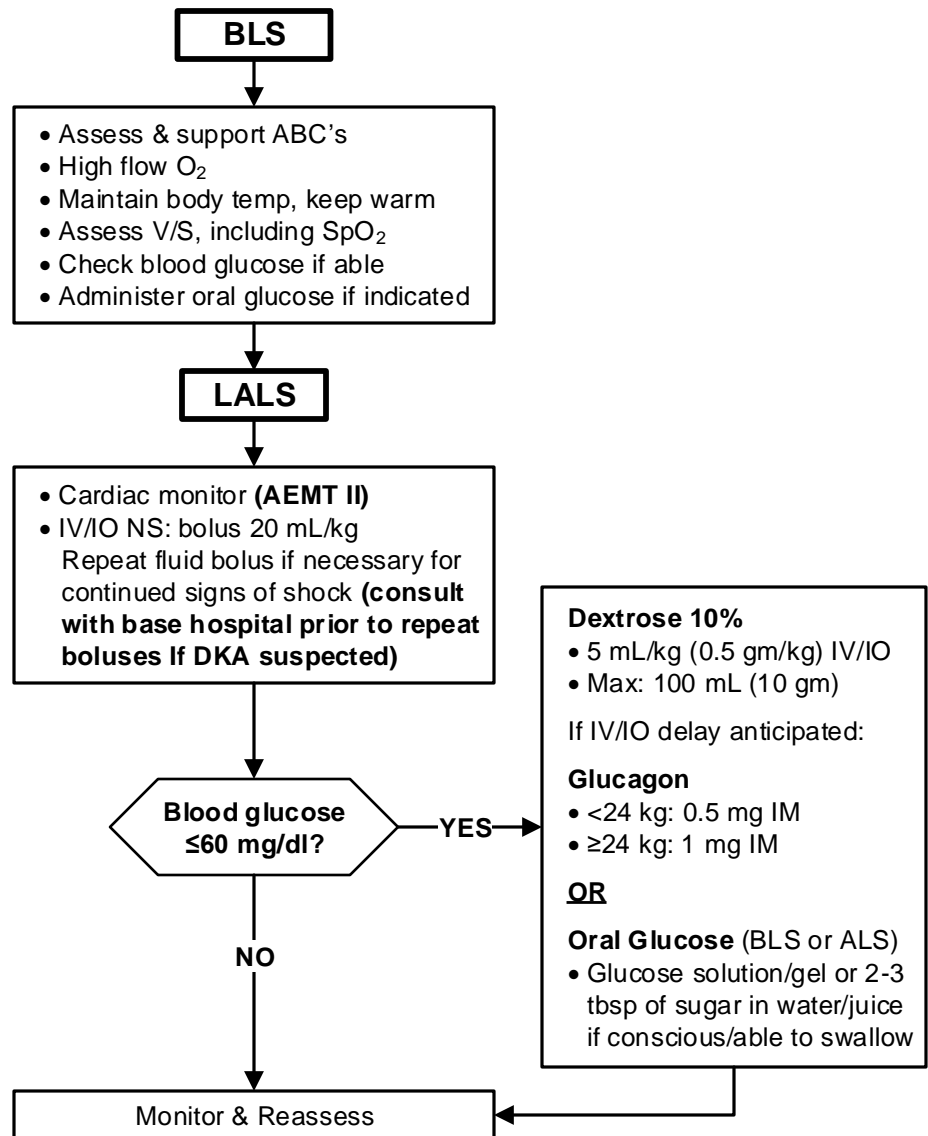 BLS
• Assess & support ABC’s
• High flow O₂
• Maintain body temp, keep warm
• Assess V/S, including SpO₂
• Check blood glucose if able
• Administer oral glucose if indicated
LALS
• Cardiac monitor (AEMT II)
• IV/IO NS: bolus 20 mL/kg
Repeat fluid bolus if necessary for
continued signs of shock (consult
with base hospital prior to repeat
boluses If DKA suspected)
Blood glucose
≤60 mg/dl?
YES
Dextrose 10%
• 5 mL/kg (0.5 gm/kg) IV/IO
• Max: 100 mL (10 gm)
If IV/IO delay anticipated:
Glucagon
• <24 kg: 0.5 mg IM
• ≥24 kg: 1 mg IM
OR
Oral Glucose (BLS or ALS)
• Glucose solution/gel or 2-3
tbsp of sugar in water/juice
if conscious/able to swallow
NO
Monitor & Reassess